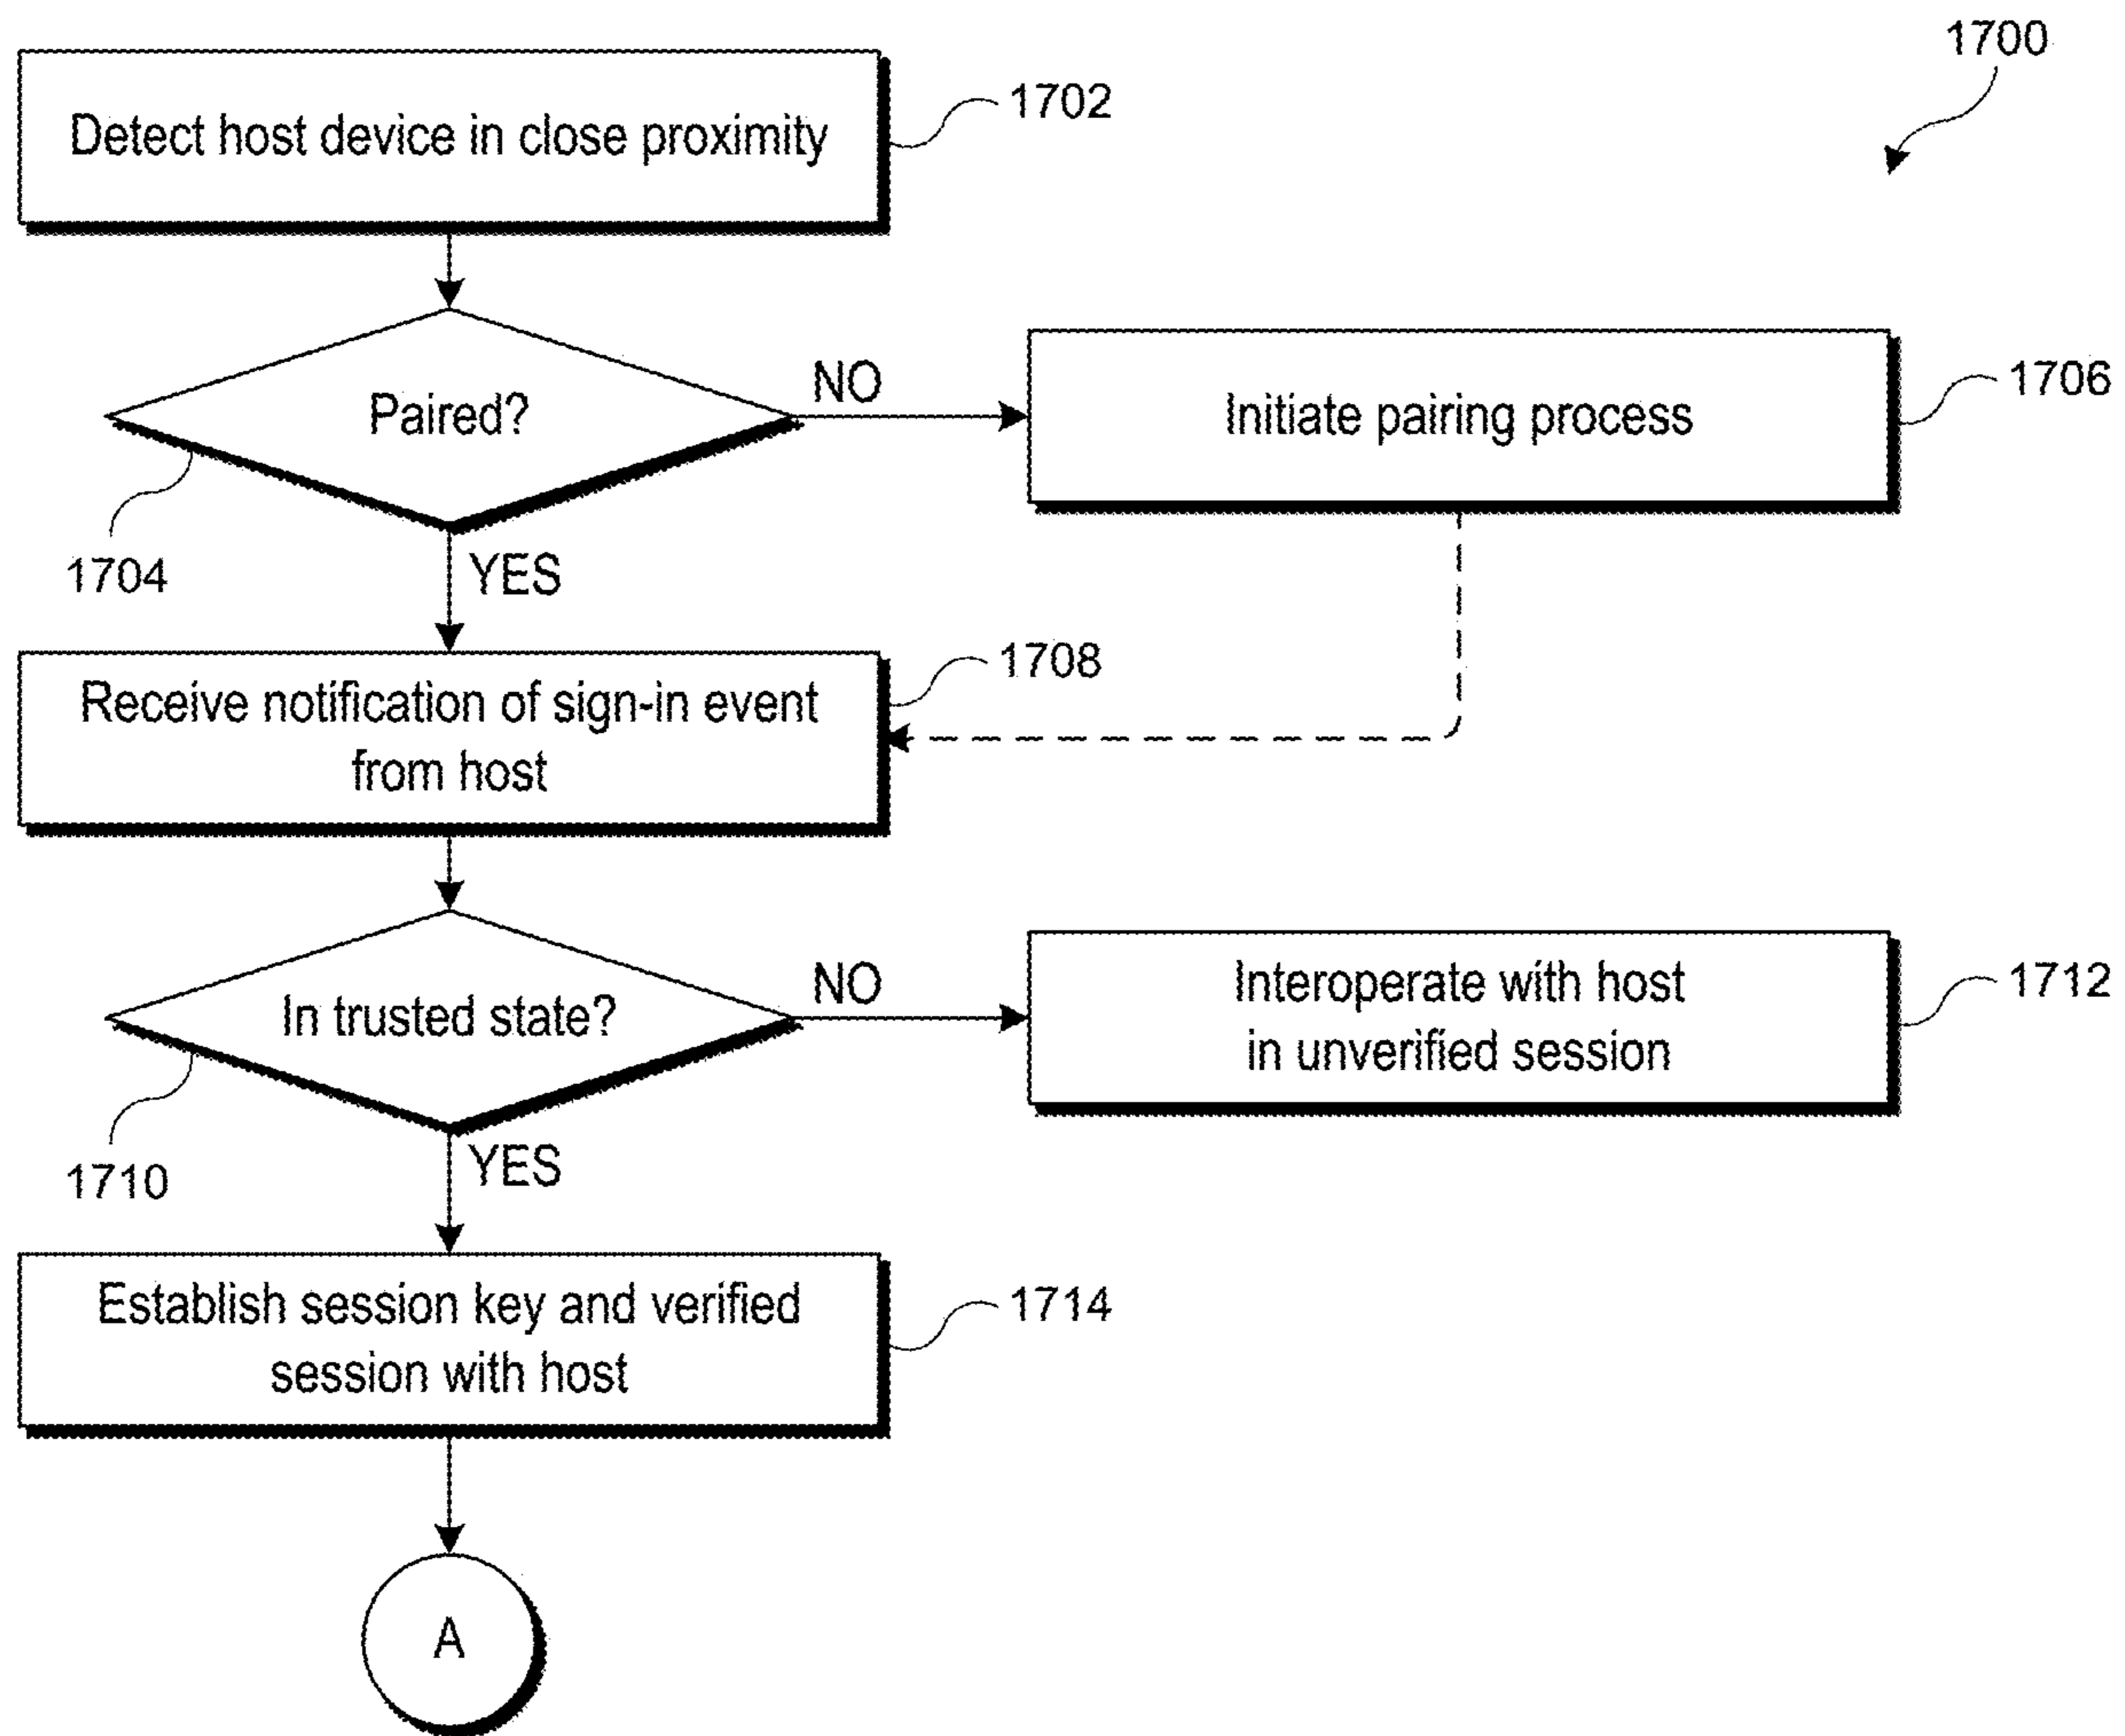 1700
Detect host device in close proximity
1702
Paired?
NO
Initiate pairing process
1706
1704
YES
Receive notification of sign-in event
from host
1708
In trusted state?
NO
Interoperate with host
in unverified session
1712
1710
YES
Establish session key and verified
session with host
1714
A